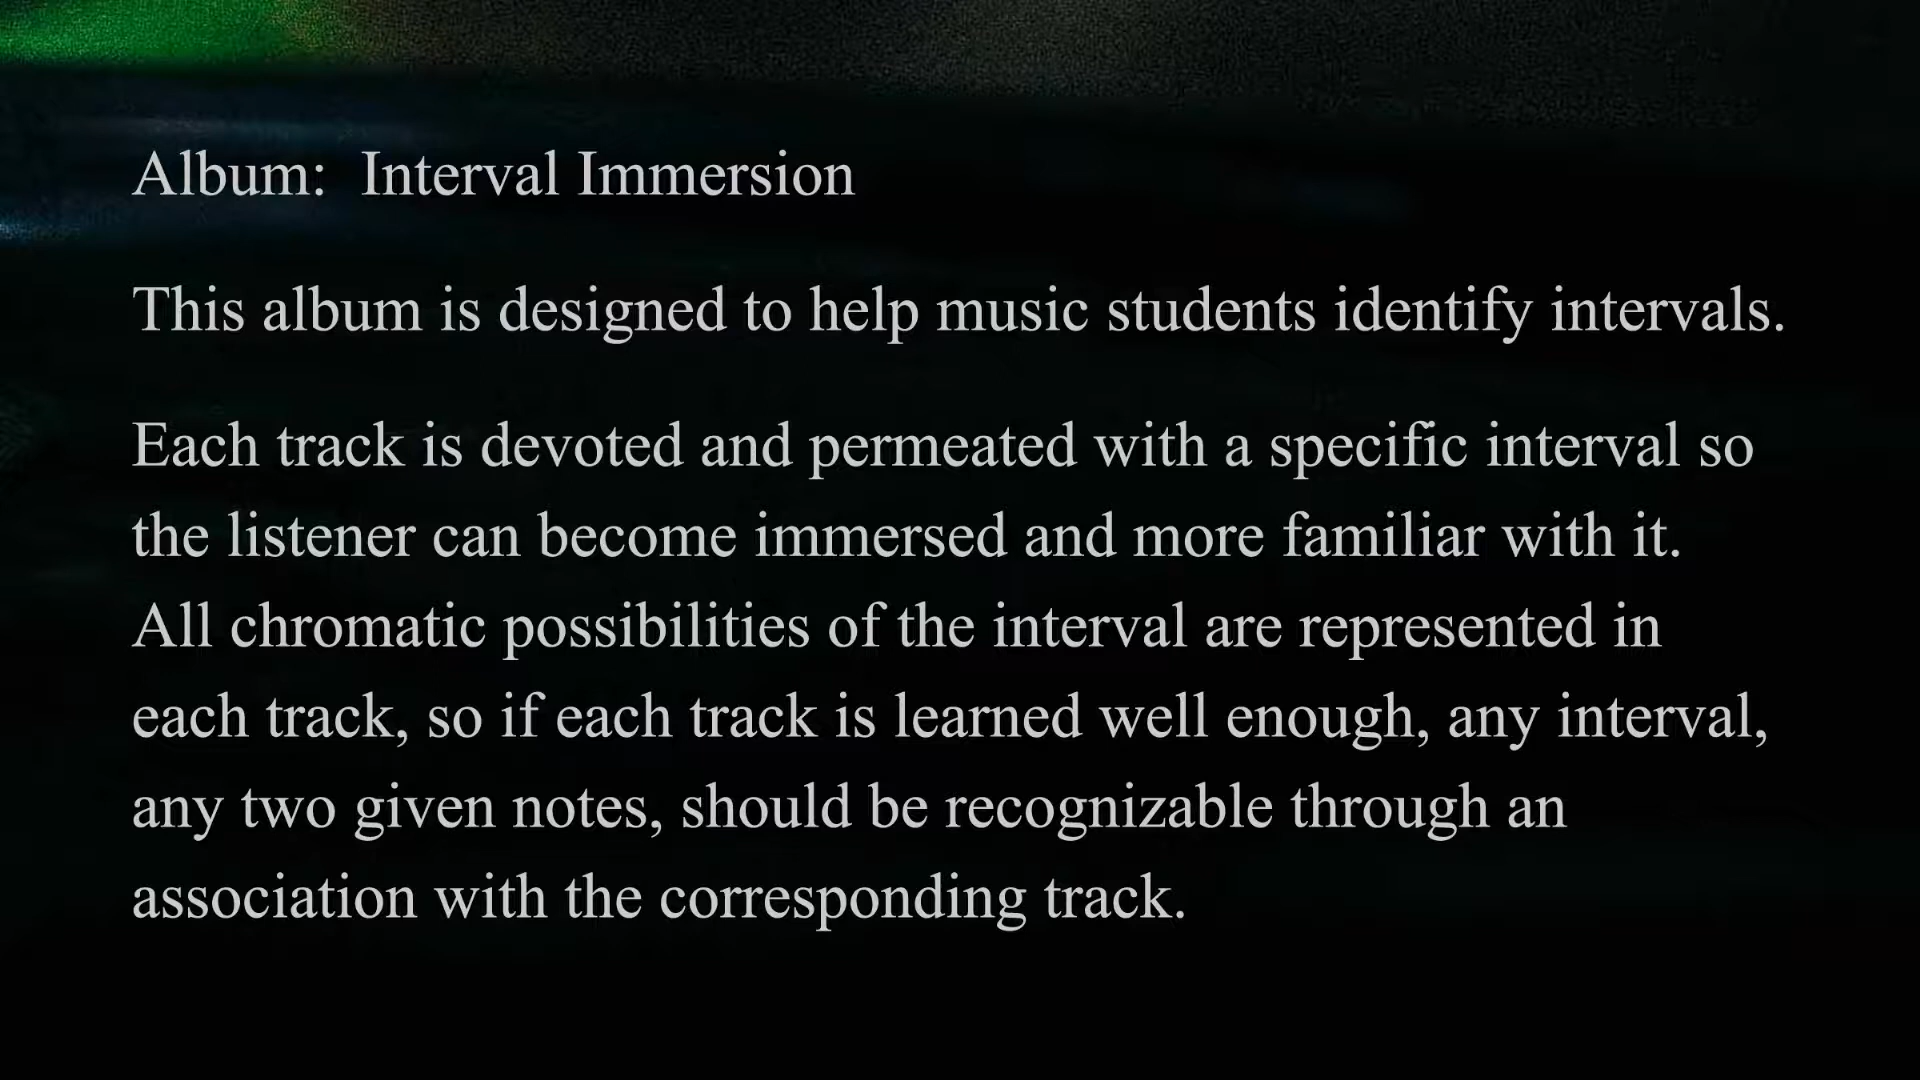 Album:  Interval Immersion
This album is designed to help music students identify intervals.
Each track is devoted and permeated with a specific interval so
the listener can become immersed and more familiar with it.
All chromatic possibilities of the interval are represented in
each track, so if each track is learned well enough, any interval,
any two given notes, should be recognizable through an
association with the corresponding track.